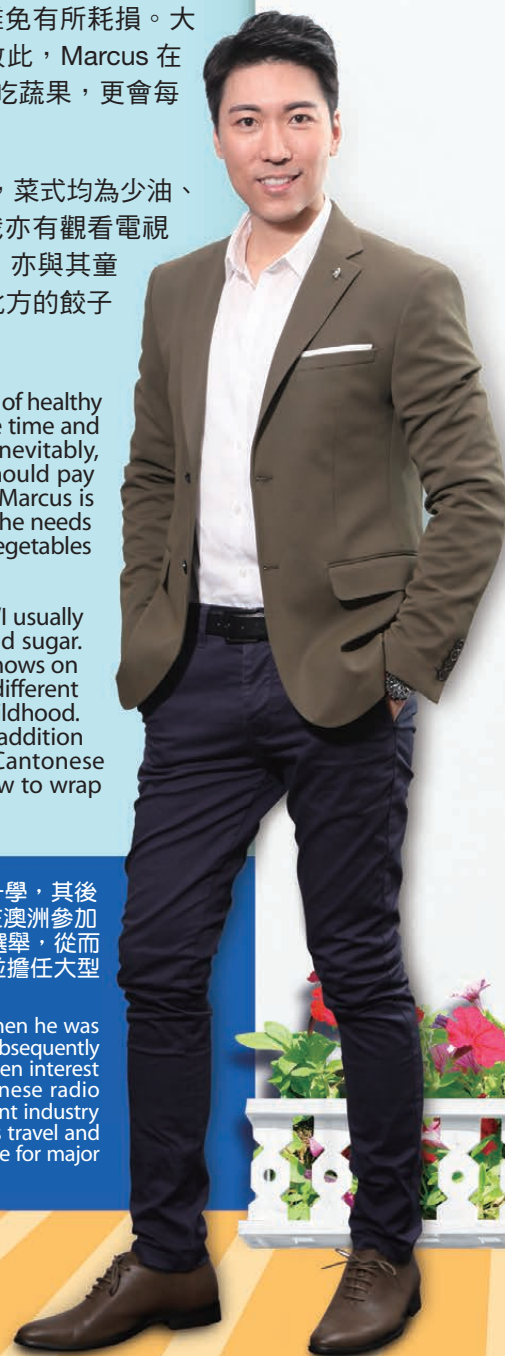 免有所耗損。大
故此，Marcus 在
吃蔬果，更會每
，菜式均為少油、
亦有觀看電視
亦與其童
方的餃子
of healthy
time and
nevitably,
ould pay
Marcus is
he needs
egetables
I usually
d sugar.
hows on
different
ldhood.
addition
Cantonese
w to wrap
學，其後
澳洲參加
選舉，從而
並擔任大型
hen he was
bsequently
en interest
nese radio
nt industry
s travel and
e for major